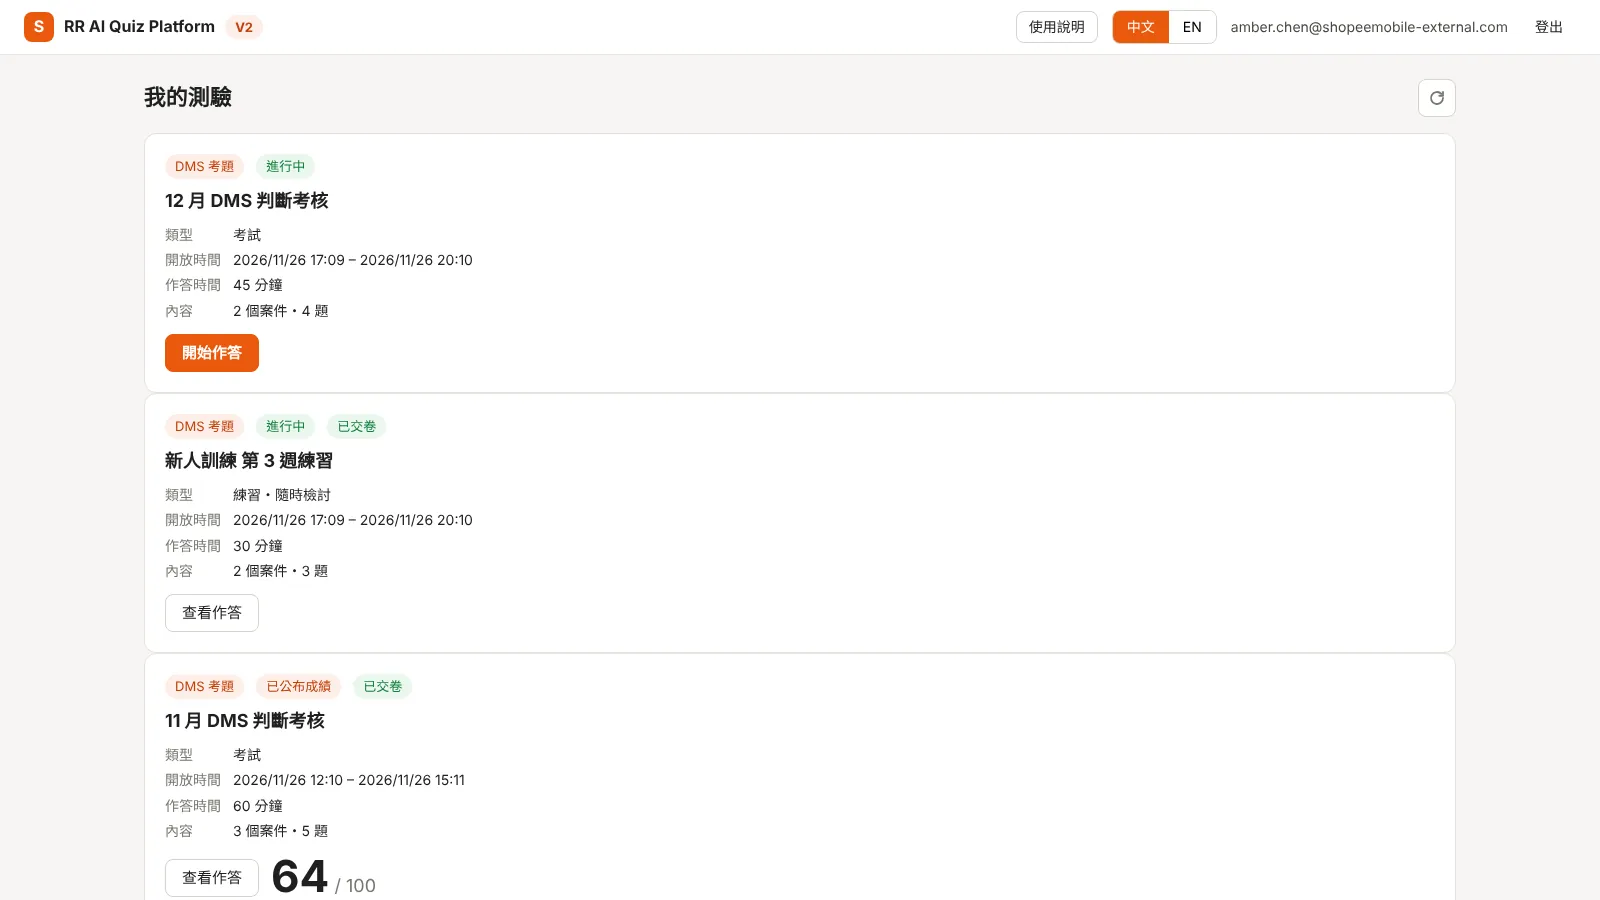 S RR AI Quiz Platform V2 使用說明 中文 EN amber.chen@shopeemobile-external.com 登出
我的測驗
DMS 考題 進行中
12 月 DMS 判斷考核
類型 考試
開放時間 2026/11/26 17:09 – 2026/11/26 20:10
作答時間 45 分鐘
內容 2 個案件・4 題
開始作答
DMS 考題 進行中 已交卷
新人訓練 第 3 週練習
類型 練習・隨時檢討
開放時間 2026/11/26 17:09 – 2026/11/26 20:10
作答時間 30 分鐘
內容 2 個案件・3 題
查看作答
DMS 考題 已公布成績 已交卷
11 月 DMS 判斷考核
類型 考試
開放時間 2026/11/26 12:10 – 2026/11/26 15:11
作答時間 60 分鐘
內容 3 個案件・5 題
查看作答 64 / 100